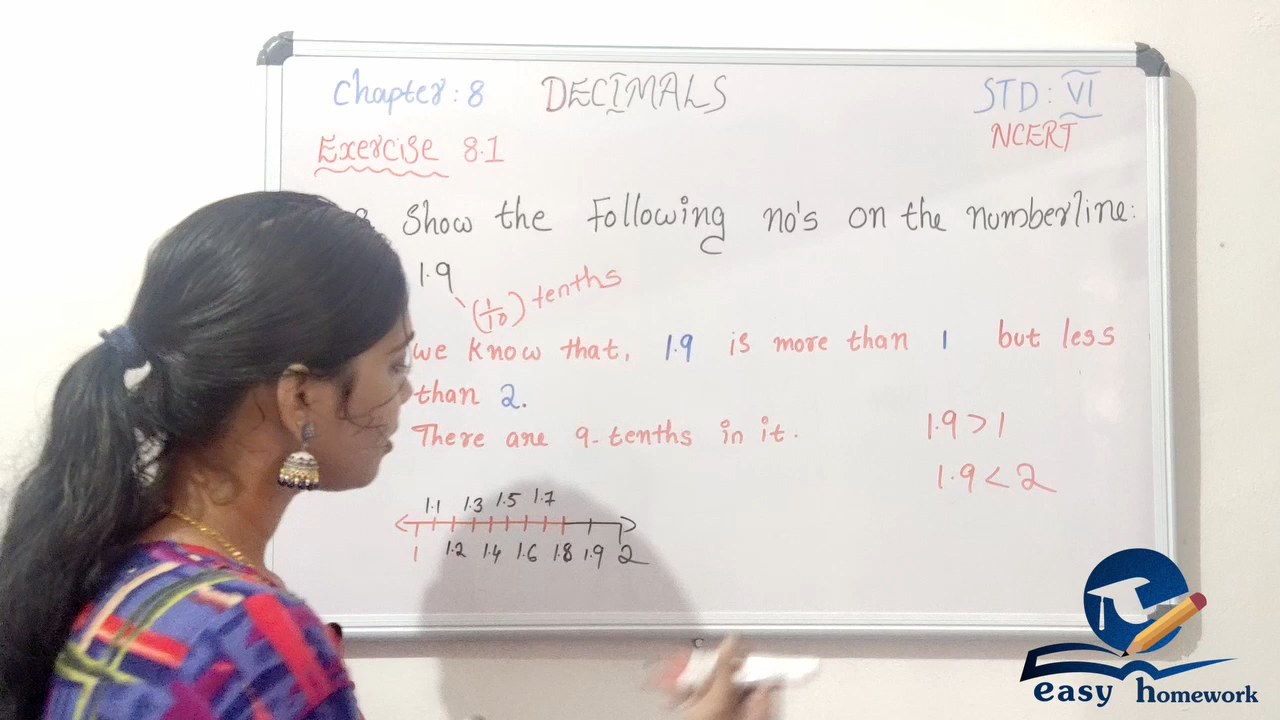 Chapter : 8 DECIMALS STD : VI
Exercise 8.1 NCERT
Show the Following no's on the numberline:
1.9
(1/10) tenths
we know that, 1.9 is more than 1 but less
than 2.
There are 9-tenths in it.
1.9 > 1
1.9 < 2
1.1 1.3 1.5 1.7
1 1.2 1.4 1.6 1.8 1.9 2
easy homework